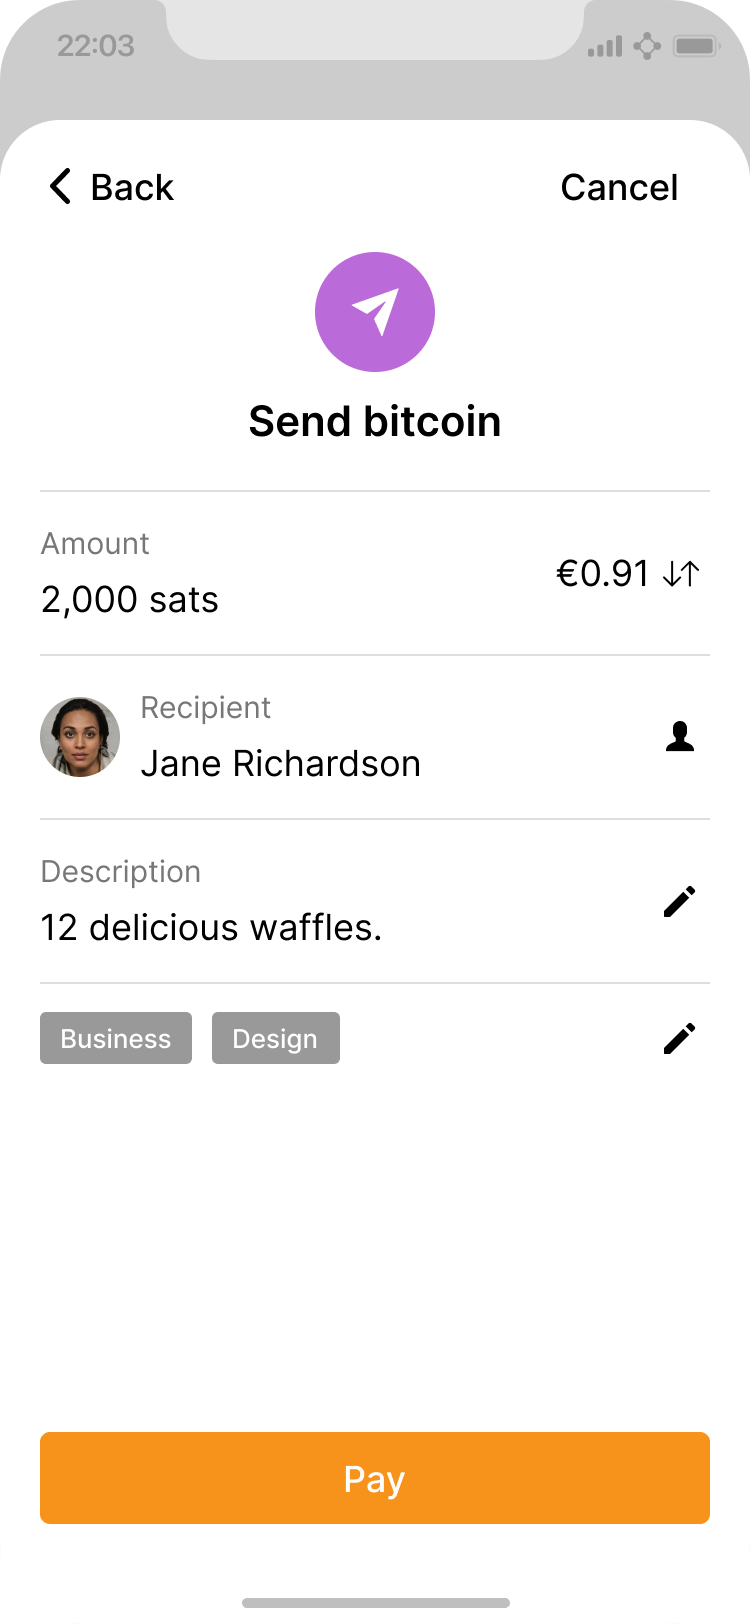 22:03
Back
Cancel
Send bitcoin
Amount
2,000 sats
€0.91
Recipient
Jane Richardson
Description
12 delicious waffles.
Business Design
Pay